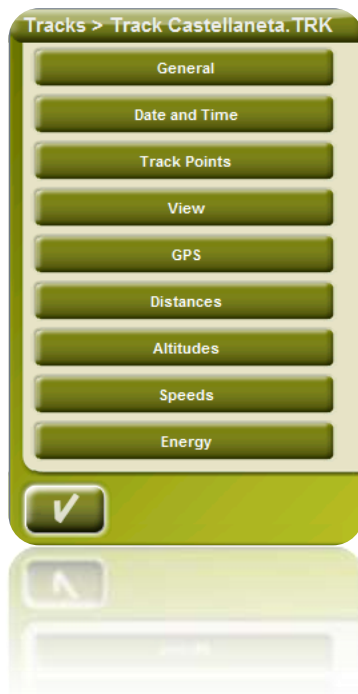 Tracks > Track Castellaneta.TRK
General
Date and Time
Track Points
View
GPS
Distances
Altitudes
Speeds
Energy